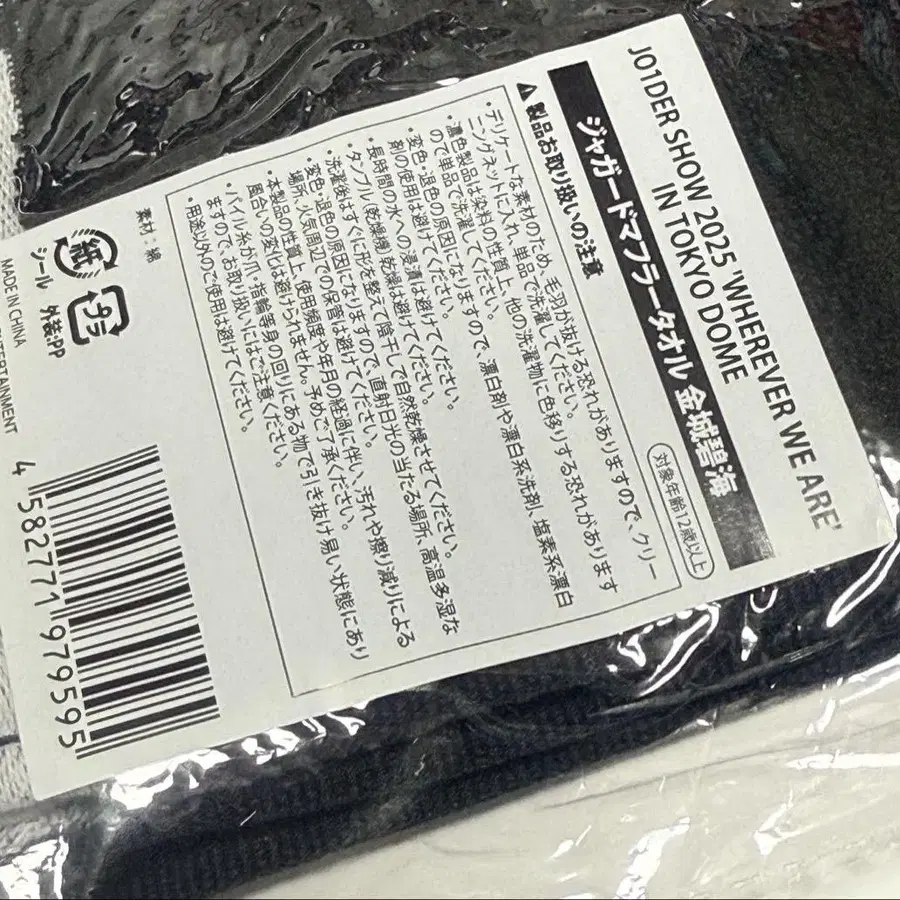 JO1DER SHOW 2025 'WHEREVER WE ARE'
IN TOKYO DOME
ジャガードマフラータオル 金城碧海
対象年齢12歳以上
⚠ 製品お取り扱いの注意
・デリケートな素材のため、毛羽が抜ける恐れがありますので、クリー
ニングネットに入れ、単品で洗濯してください。
・濃色製品は染料の性質上、他の洗濯物に色移りする恐れがあります
ので単品で洗濯してください。
・変色・退色の原因になりますので、漂白剤や漂白系洗剤、塩素系漂白
剤の使用は避けてください。
・長時間の水への浸漬は避けてください。
・タンブル(乾燥機)乾燥は避けてください。
・洗濯後はすぐに形を整えて陰干しで自然乾燥させてください。
・変色・退色の原因になりますので、直射日光の当たる場所、高温多湿な
場所、火気周辺での保管は避けてください。
・本製品の性質上、使用頻度や年月の経過に伴い、汚れや擦り減りによる
風合いの変化は避けられません。予めご了承ください。
・パイル糸が爪・指輪等身の回りにある物で引き抜け易い状態にあり
ますので、お取り扱いにはご注意ください。
・用途以外のご使用は避けてください。
素材:綿
紙
シール
プラ
外装:PP
MADE IN CHINA
ENTERTAINMENT
4 582771 979595